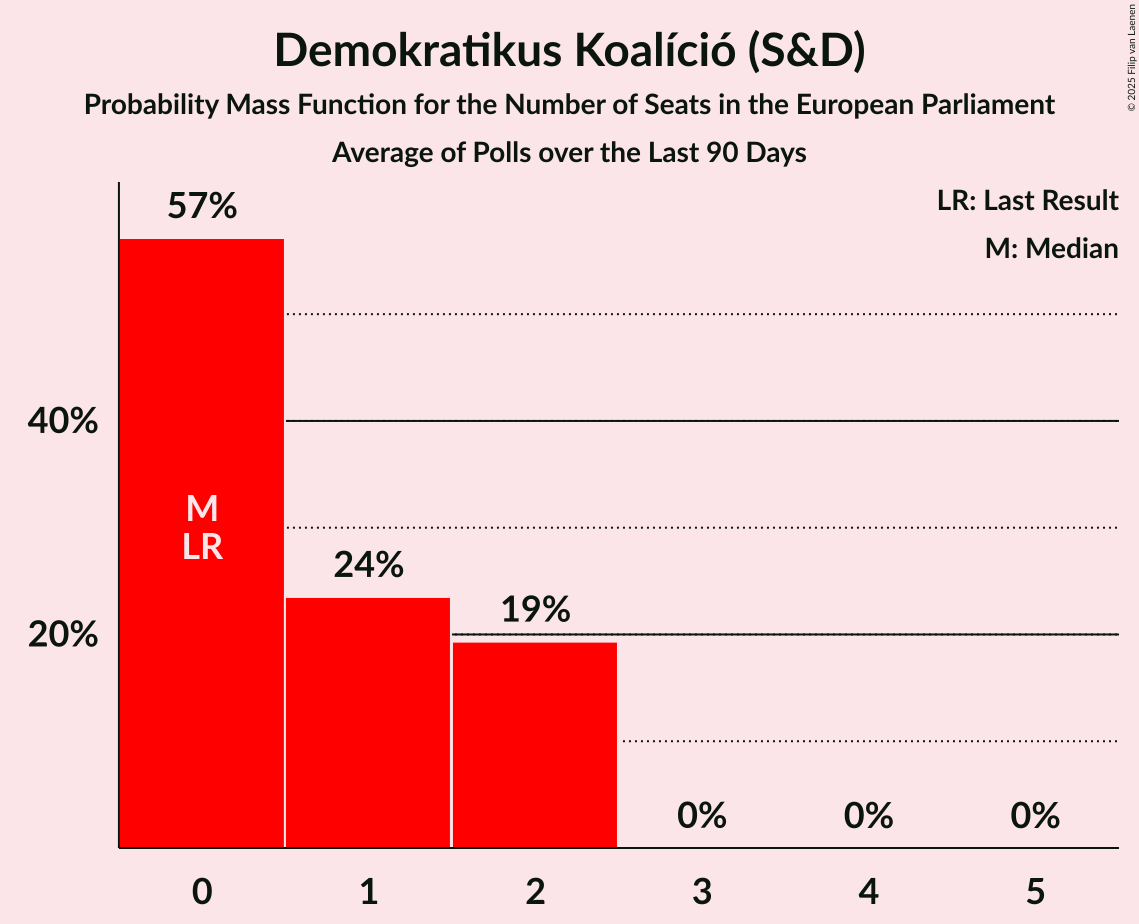 Demokratikus Koalíció (S&D)
Probability Mass Function for the Number of Seats in the European Parliament
Average of Polls over the Last 90 Days
© 2025 Filip van Laenen
LR: Last Result
M: Median
57%
40%
M
LR
24%
19%
20%
0% 0% 0%
0 1 2 3 4 5